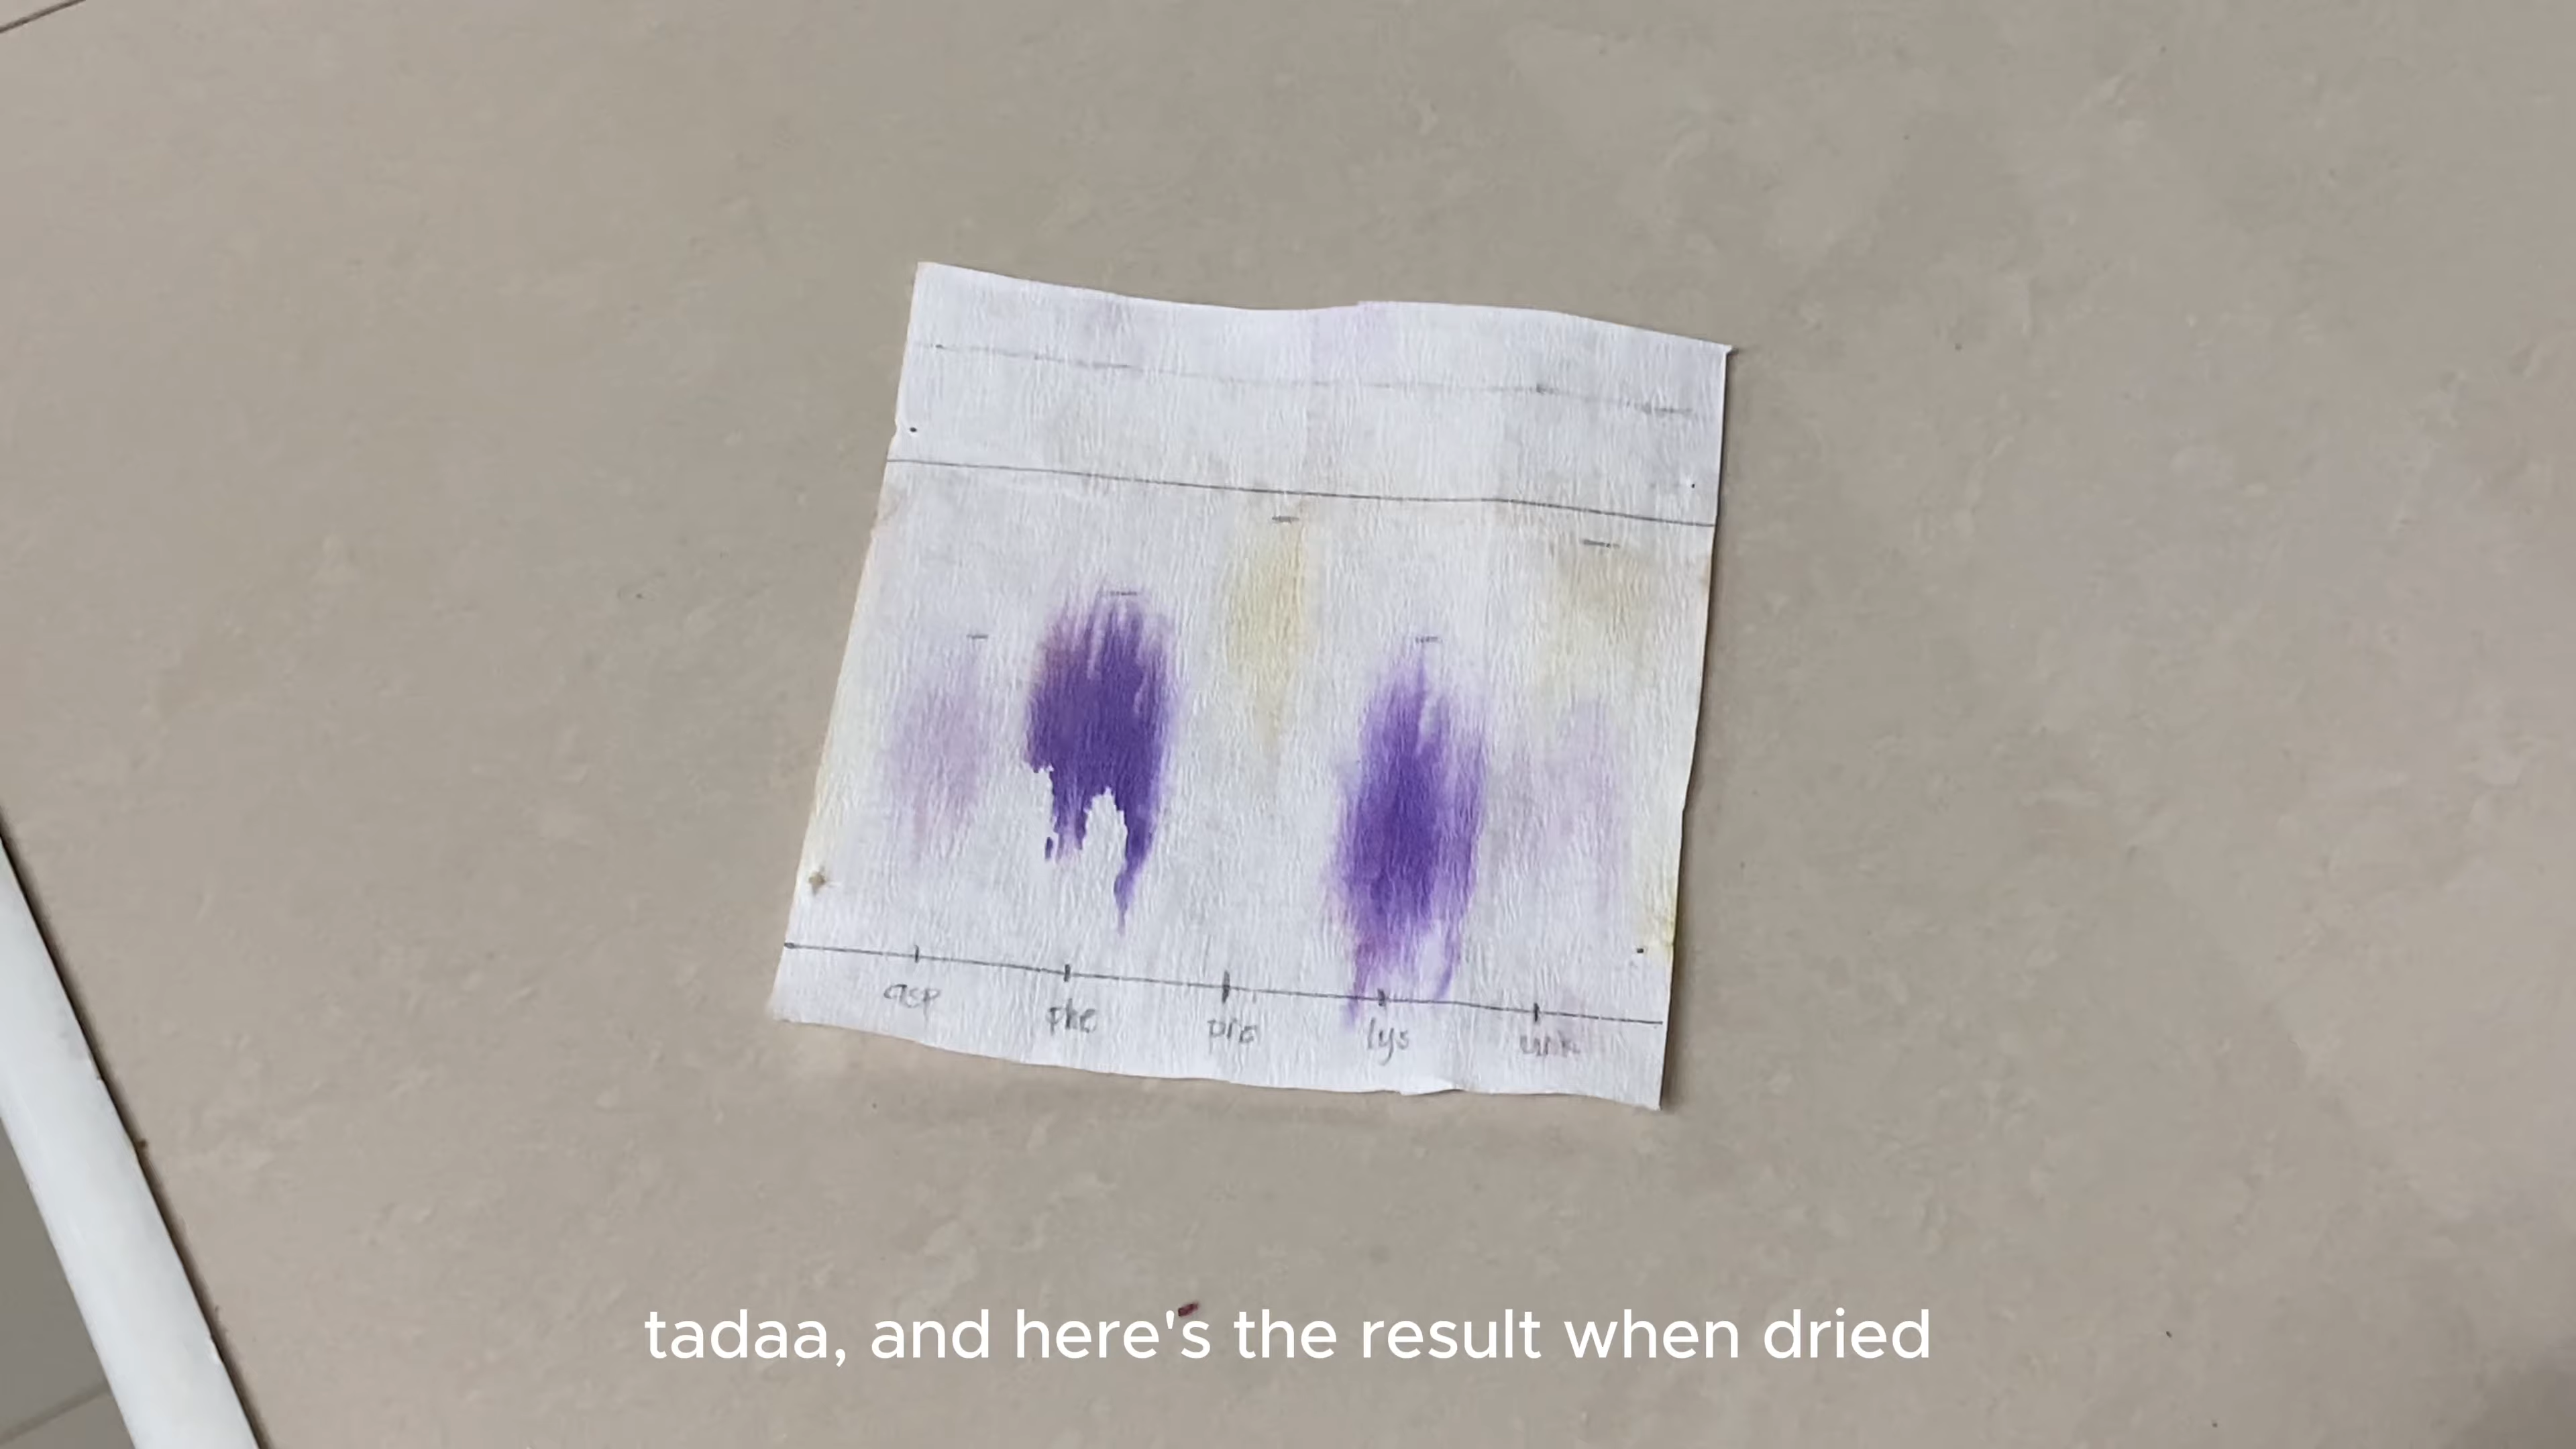 asp phe pro lys unk
tadaa, and here's the result when dried